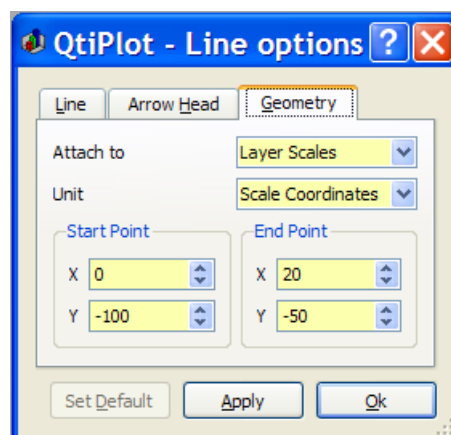 QtiPlot - Line options
Line Arrow Head Geometry
Attach to Layer Scales
Unit Scale Coordinates
Start Point End Point
X 0 X 20
Y -100 Y -50
Set Default Apply Ok